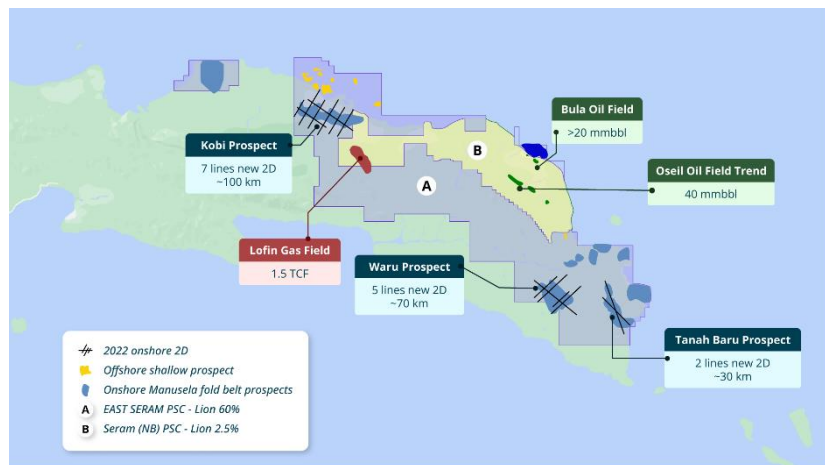 Bula Oil Field
>20 mmbbl
Kobi Prospect
7 lines new 2D
~100 km
B
Oseil Oil Field Trend
40 mmbbl
A
Lofin Gas Field
1.5 TCF
Waru Prospect
5 lines new 2D
~70 km
Tanah Baru Prospect
2 lines new 2D
~30 km
2022 onshore 2D
Offshore shallow prospect
Onshore Manusela fold belt prospects
A EAST SERAM PSC - Lion 60%
B Seram (NB) PSC - Lion 2.5%